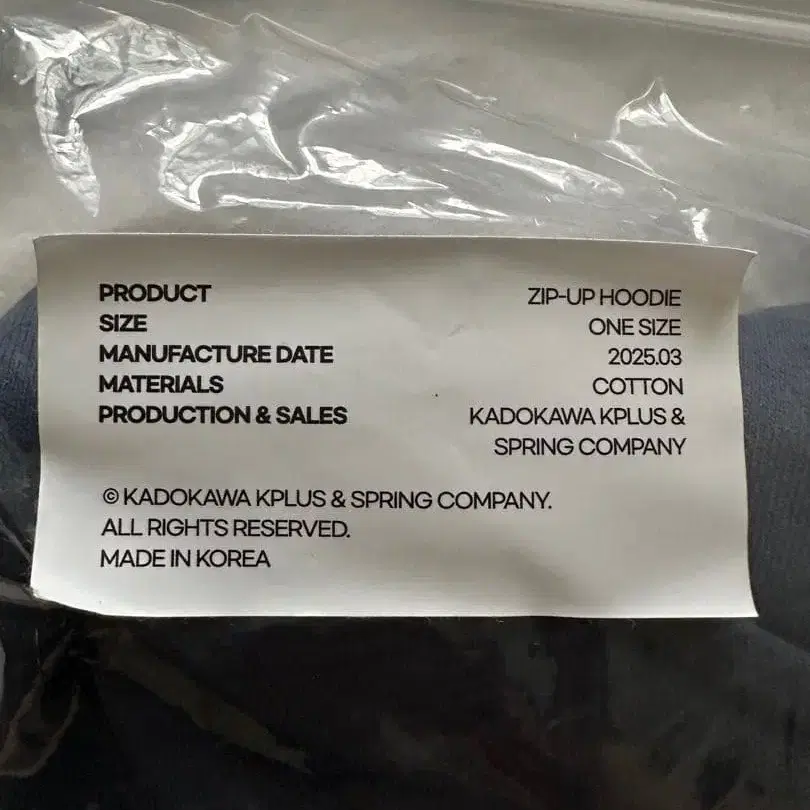 PRODUCT ZIP-UP HOODIE
SIZE ONE SIZE
MANUFACTURE DATE 2025.03
MATERIALS COTTON
PRODUCTION & SALES KADOKAWA KPLUS &
SPRING COMPANY
© KADOKAWA KPLUS & SPRING COMPANY.
ALL RIGHTS RESERVED.
MADE IN KOREA